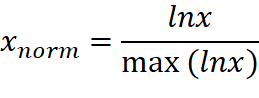 x_norm = lnx / max (lnx)